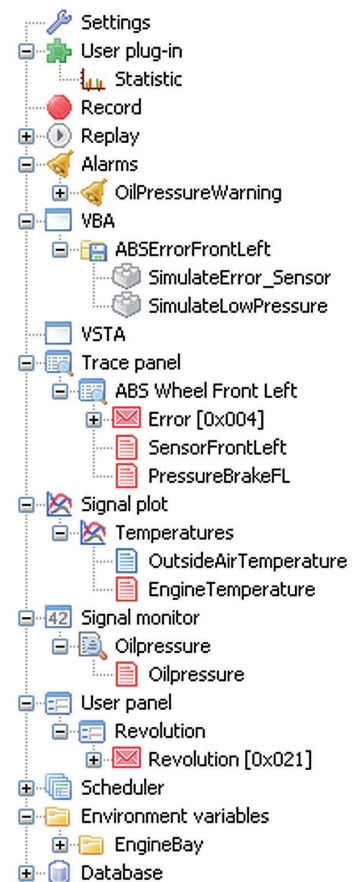 Settings
User plug-in
Statistic
Record
Replay
Alarms
OilPressureWarning
VBA
ABSErrorFrontLeft
SimulateError_Sensor
SimulateLowPressure
VSTA
Trace panel
ABS Wheel Front Left
Error [0x004]
SensorFrontLeft
PressureBrakeFL
Signal plot
Temperatures
OutsideAirTemperature
EngineTemperature
42 Signal monitor
Oilpressure
Oilpressure
User panel
Revolution
Revolution [0x021]
Scheduler
Environment variables
EngineBay
Database